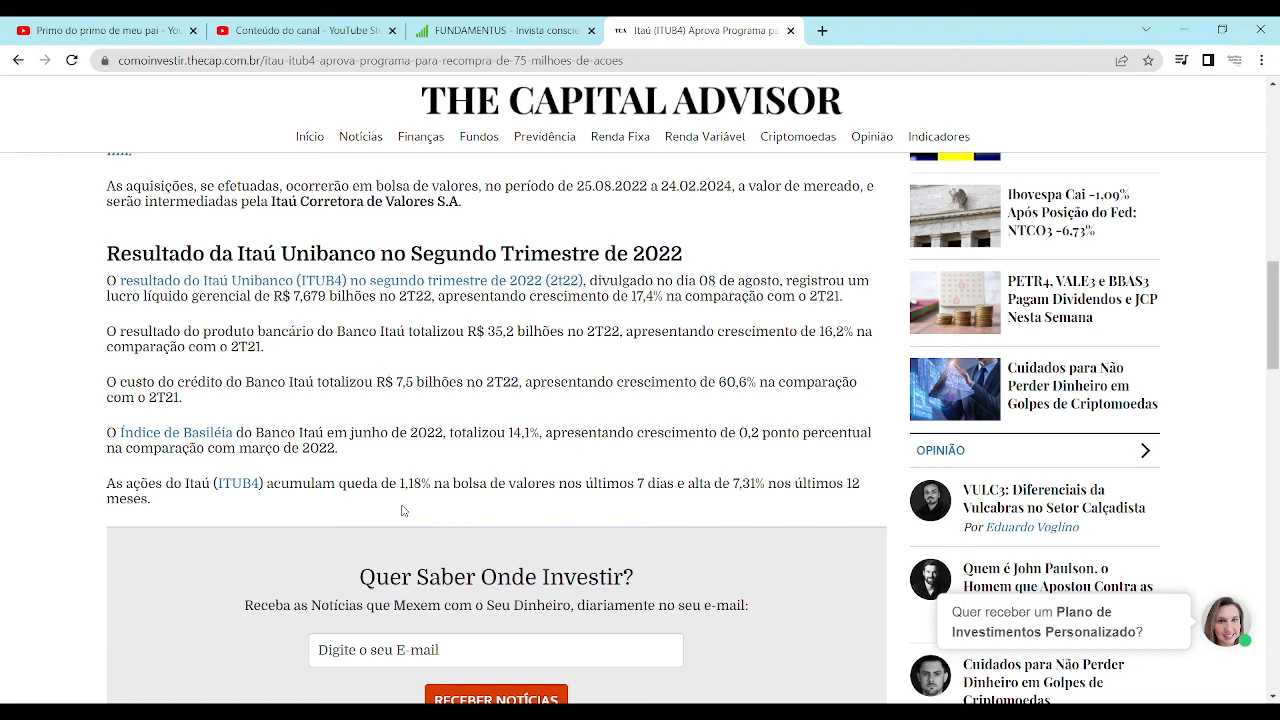 Primo do primo de meu pai - You
Conteúdo do canal - YouTube Stu
FUNDAMENTUS - Invista conscie
TCA
Itaú (ITUB4) Aprova Programa pa
comoinvestir.thecap.com.br/itau-itub4-aprova-programa-para-recompra-de-75-milhoes-de-acoes
THE CAPITAL ADVISOR
Início Notícias Finanças Fundos Previdência Renda Fixa Renda Variável Criptomoedas Opinião Indicadores
As aquisições, se efetuadas, ocorrerão em bolsa de valores, no período de 25.08.2022 a 24.02.2024, a valor de mercado, e
serão intermediadas pela Itaú Corretora de Valores S.A.
Resultado da Itaú Unibanco no Segundo Trimestre de 2022
O resultado do Itaú Unibanco (ITUB4) no segundo trimestre de 2022 (2t22), divulgado no dia 08 de agosto, registrou um
lucro líquido gerencial de R$ 7,679 bilhões no 2T22, apresentando crescimento de 17,4% na comparação com o 2T21.
O resultado do produto bancário do Banco Itaú totalizou R$ 35,2 bilhões no 2T22, apresentando crescimento de 16,2% na
comparação com o 2T21.
O custo do crédito do Banco Itaú totalizou R$ 7,5 bilhões no 2T22, apresentando crescimento de 60,6% na comparação
com o 2T21.
O Índice de Basiléia do Banco Itaú em junho de 2022, totalizou 14,1%, apresentando crescimento de 0,2 ponto percentual
na comparação com março de 2022.
As ações do Itaú (ITUB4) acumulam queda de 1,18% na bolsa de valores nos últimos 7 dias e alta de 7,31% nos últimos 12
meses.
Quer Saber Onde Investir?
Receba as Notícias que Mexem com o Seu Dinheiro, diariamente no seu e-mail:
Digite o seu E-mail
RECEBER NOTÍCIAS
Ibovespa Cai -1,09%
Após Posição do Fed;
NTCO3 -6,73%
PETR4, VALE3 e BRAS3
Pagam Dividendos e JCP
Nesta Semana
Cuidados para Não
Perder Dinheiro em
Golpes de Criptomoedas
OPINIÃO
VULC3: Diferenciais da
Vulcabras no Setor Calçadista
Por Eduardo Voglino
Quem é John Paulson, o
Homem que Apostou Contra as
Quer receber um Plano de
Investimentos Personalizado?
Cuidados para Não Perder
Dinheiro em Golpes de
Criptomoedas